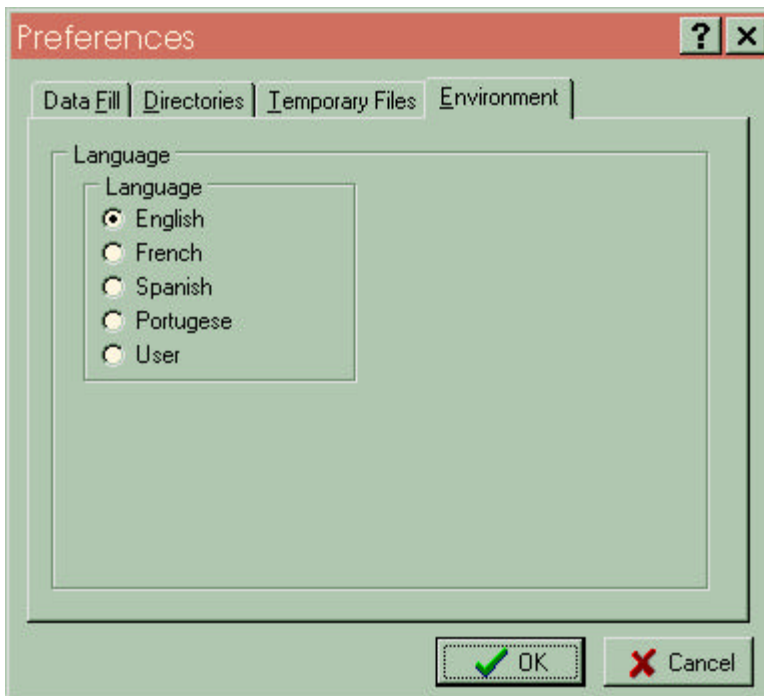 Preferences ?
Data Fill Directories Temporary Files Environment
Language
Language
English
French
Spanish
Portugese
User
OK Cancel